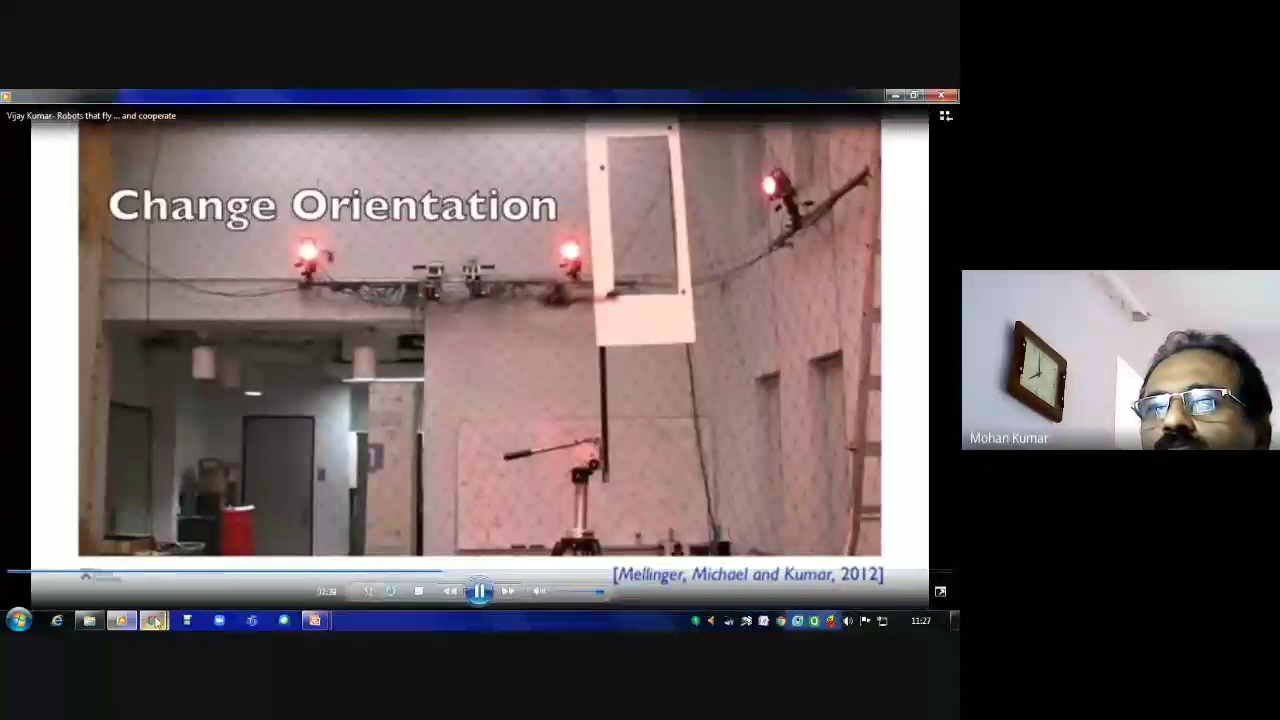 Vijay Kumar- Robots that fly ... and cooperate
Change Orientation
[Mellinger, Michael and Kumar, 2012]
11:27
Mohan Kumar